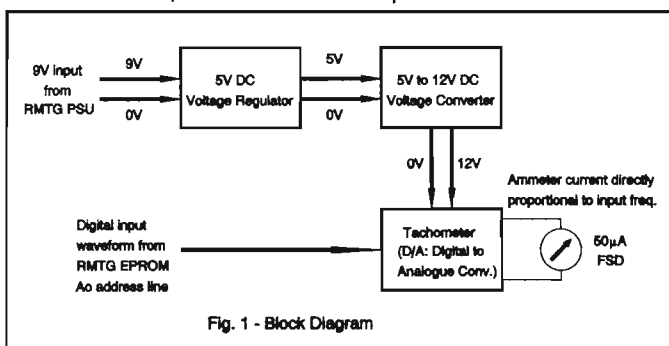 9V input
from
RMTG PSU
9V
0V
5V DC
Voltage Regulator
5V
0V
5V to 12V DC
Voltage Converter
0V
12V
Ammeter current directly
proportional to input freq.
Digital input
waveform from
RMTG EPROM
Ao address line
Tachometer
(D/A: Digital to
Analogue Conv.)
50µA
FSD
Fig. 1 - Block Diagram